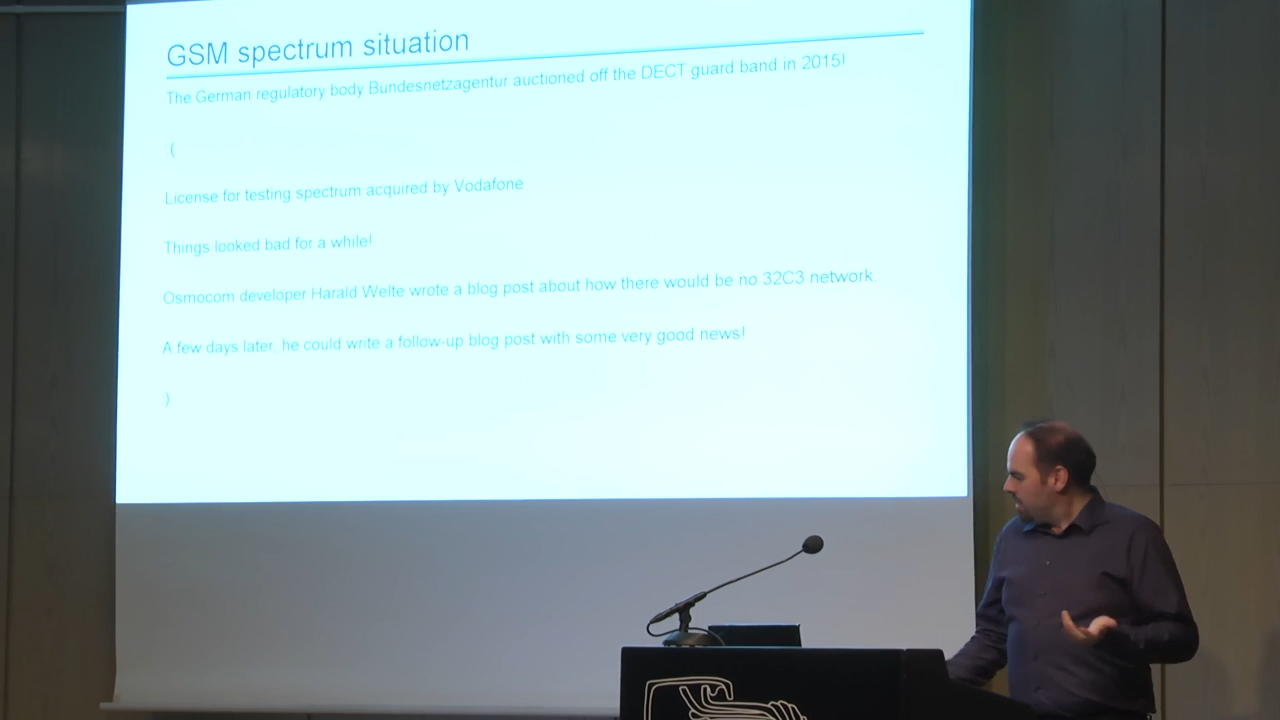 GSM spectrum situation
The German regulatory body Bundesnetzagentur auctioned off the DECT guard band in 2015!
(
License for testing spectrum acquired by Vodafone
Things looked bad for a while!
Osmocom developer Harald Welte wrote a blog post about how there would be no 32C3 network.
A few days later, he could write a follow-up blog post with some very good news!
)